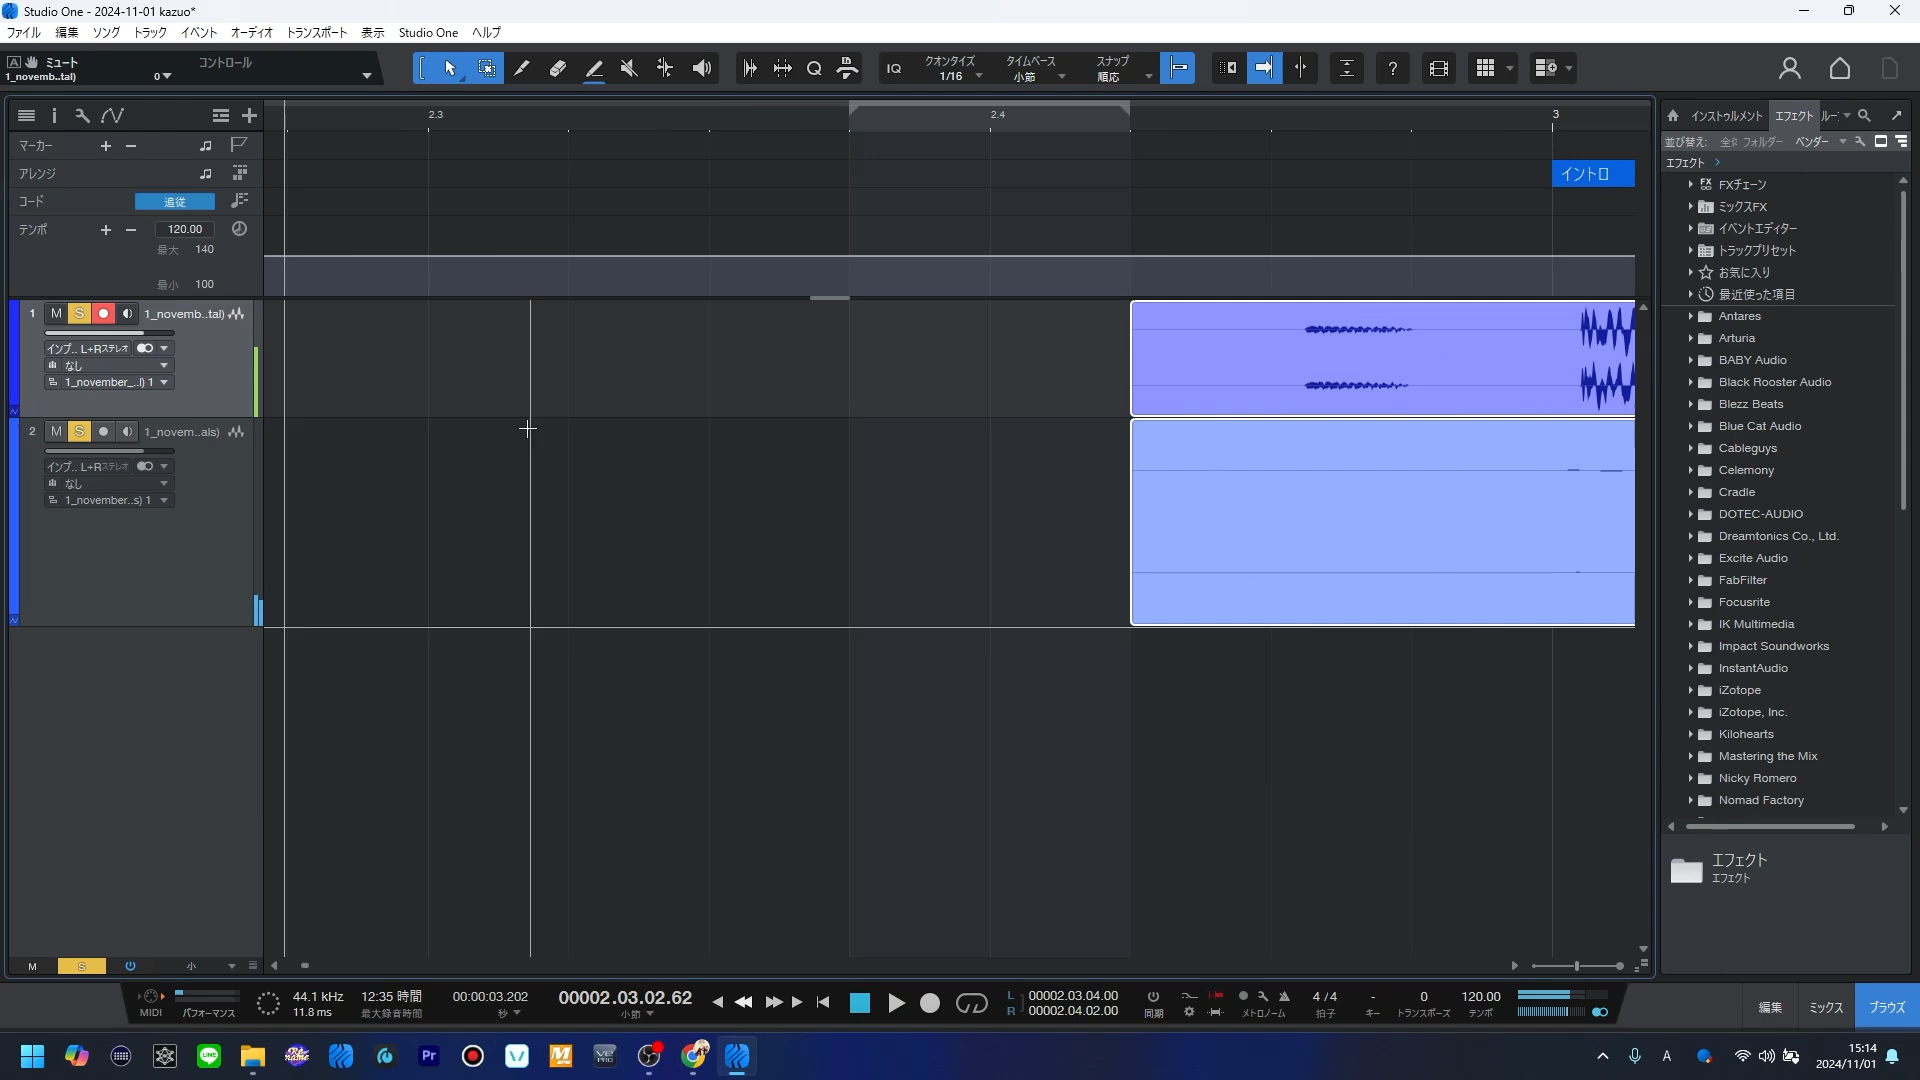 Studio One - 2024-11-01 kazuo*
ファイル 編集 ソング トラック イベント オーディオ トランスポート 表示 Studio One ヘルプ
ミュート コントロール
1_novemb..tal) 0
IQ クオンタイズ 1/16 タイムベース 小節 スナップ 順応
?
2.3 2.4 3
マーカー
アレンジ
イントロ
コード 追従
テンポ 120.00
最大 140
最小 100
1 M S 1_novemb..tal)
インプ.. L+Rステレオ
なし
1_november_...l) 1
2 M S 1_novem..als)
インプ.. L+Rステレオ
なし
1_november..s) 1
M S 小
インストゥルメント エフェクト ルー
並び替え: フォルダー ベンダー
エフェクト
FXチェーン
ミックスFX
イベントエディター
トラックプリセット
お気に入り
最近使った項目
Antares
Arturia
BABY Audio
Black Rooster Audio
Blezz Beats
Blue Cat Audio
Cableguys
Celemony
Cradle
DOTEC-AUDIO
Dreamtonics Co., Ltd.
Excite Audio
FabFilter
Focusrite
IK Multimedia
Impact Soundworks
InstantAudio
iZotope
iZotope, Inc.
Kilohearts
Mastering the Mix
Nicky Romero
Nomad Factory
エフェクト
エフェクト
MIDI パフォーマンス
44.1 kHz
11.8 ms
12:35 時間
最大録音時間
00:00:03.202
秒
00002.03.02.62
小節
L 00002.03.04.00
R 00002.04.02.00
同期
メトロノーム
4 / 4
拍子
-
キー
0
トランスポーズ
120.00
テンポ
編集 ミックス ブラウズ
A
15:14
2024/11/01